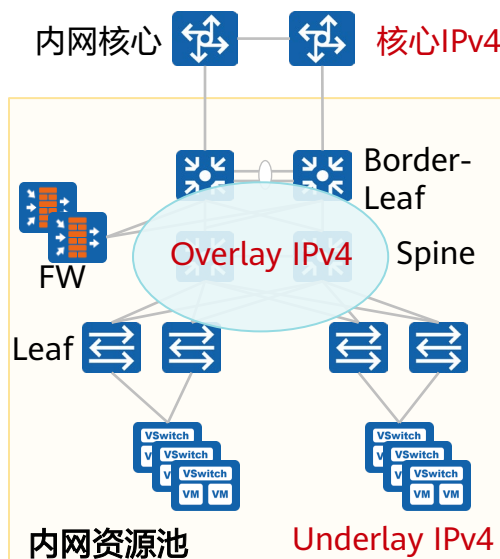 内网核心
核心IPv4
Border-
Leaf
Overlay IPv4
Spine
FW
Leaf
VSwitch
VSwitch
VSwitch
VM VM
VSwitch
VSwitch
VSwitch
VM VM
内网资源池
Underlay IPv4